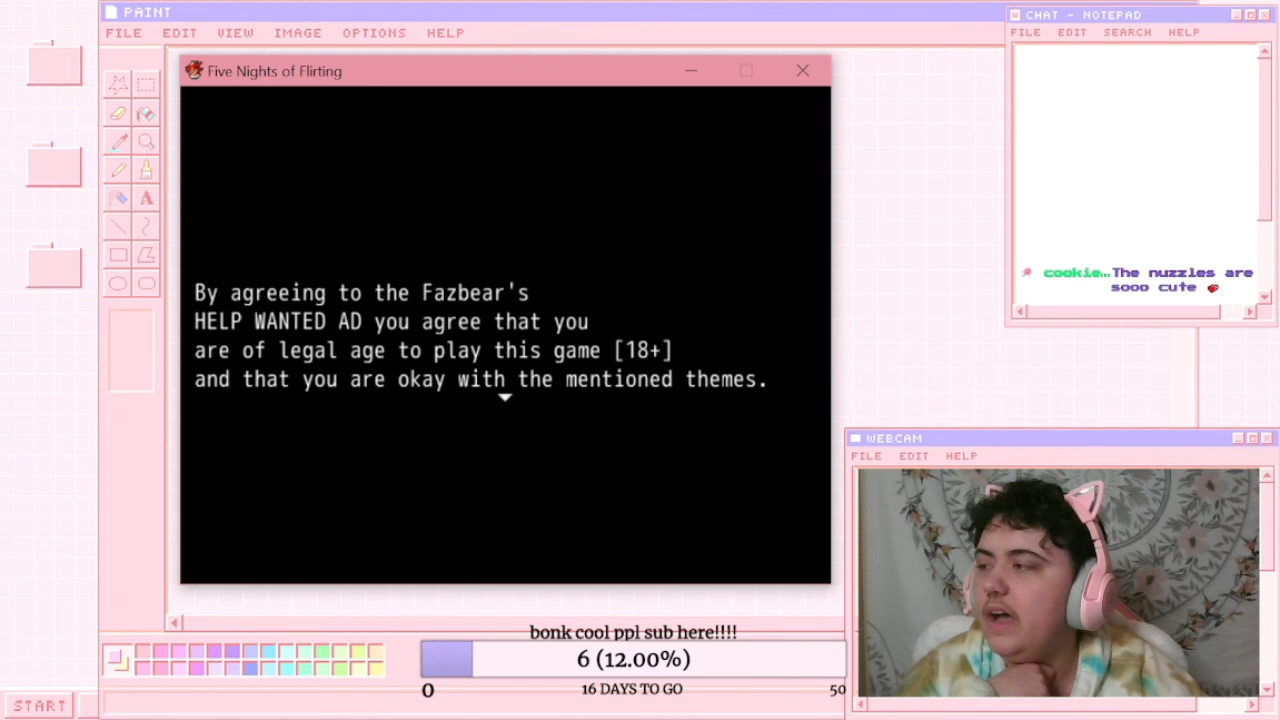 PAINT
FILE EDIT VIEW IMAGE OPTIONS HELP
Five Nights of Flirting
By agreeing to the Fazbear's
HELP WANTED AD you agree that you
are of legal age to play this game [18+]
and that you are okay with the mentioned themes.
CHAT - NOTEPAD
FILE EDIT SEARCH HELP
cookie…The nuzzles are
sooo cute
WEBCAM
FILE EDIT HELP
A
bonk cool ppl sub here!!!!
6 (12.00%)
0 16 DAYS TO GO 50
START